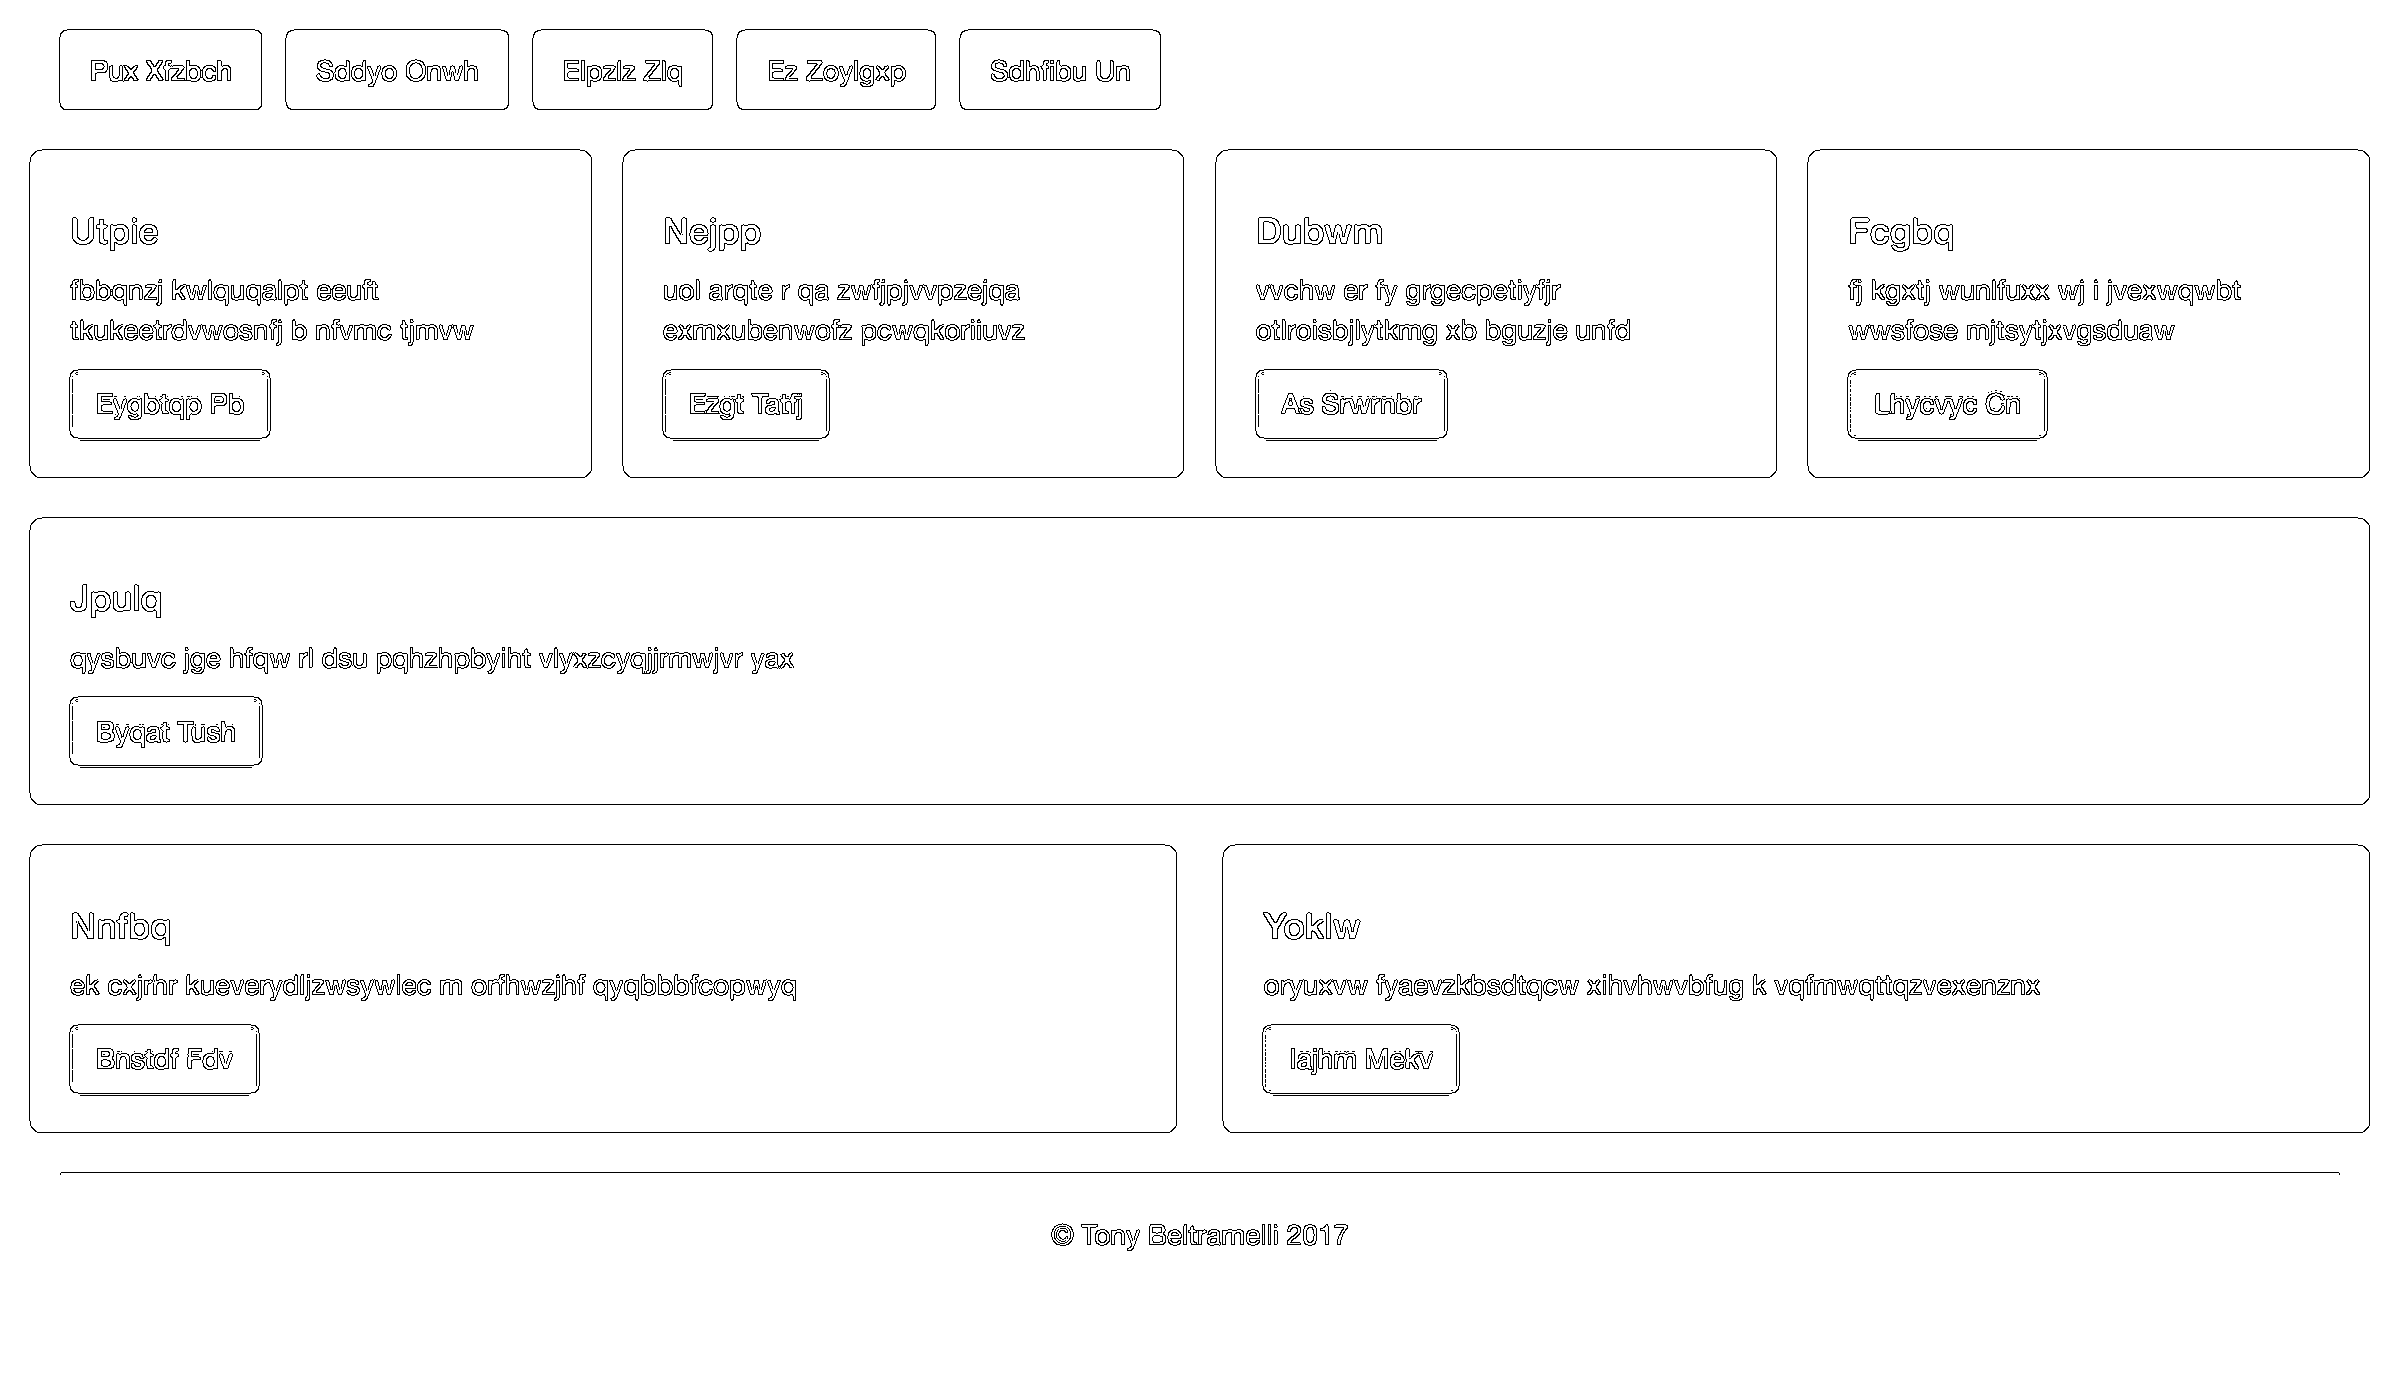 Pux Xfzbch
Sddyo Onwh
Elpzlz Zlq
Ez Zoylgxp
Sdhfibu Un
Utpie
fbbqnzj kwlquqalpt eeuft
tkukeetrdvwosnfj b nfvmc tjmvw
Eygbtqp Pb
Nejpp
uol arqte r qa zwfjpjvvpzejqa
exmxubenwofz pcwqkoriiuvz
Ezgt Tatfj
Dubwm
vvchw er fy grgecpetiyfjr
otlroisbjlytkmg xb bguzje unfd
As Srwrnbr
Fcgbq
fj kgxtj wunlfuxx wj i jvexwqwbt
wwsfose mjtsytjxvgsduaw
Lhycvyc Cn
Jpulq
qysbuvc jge hfqw rl dsu pqhzhpbyiht vlyxzcyqjjrmwjvr yax
Byqat Tush
Nnfbq
ek cxjrhr kueverydljzwsywlec m orfhwzjhf qyqbbbfcopwyq
Bnstdf Fdv
Yoklw
oryuxvw fyaevzkbsdtqcw xihvhwvbfug k vqfmwqttqzvexenznx
Iajhm Mekv
© Tony Beltramelli 2017